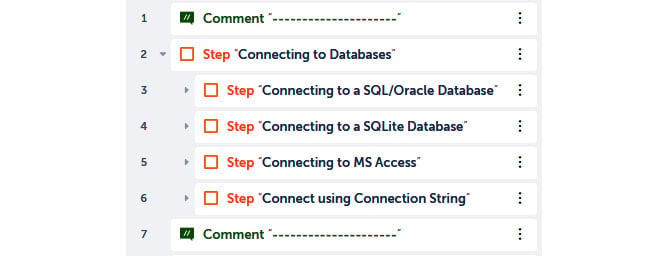 1 // Comment "---------------------"
2 Step "Connecting to Databases"
3 Step "Connecting to a SQL/Oracle Database"
4 Step "Connecting to a SQLite Database"
5 Step "Connecting to MS Access"
6 Step "Connect using Connection String"
7 // Comment "---------------------"